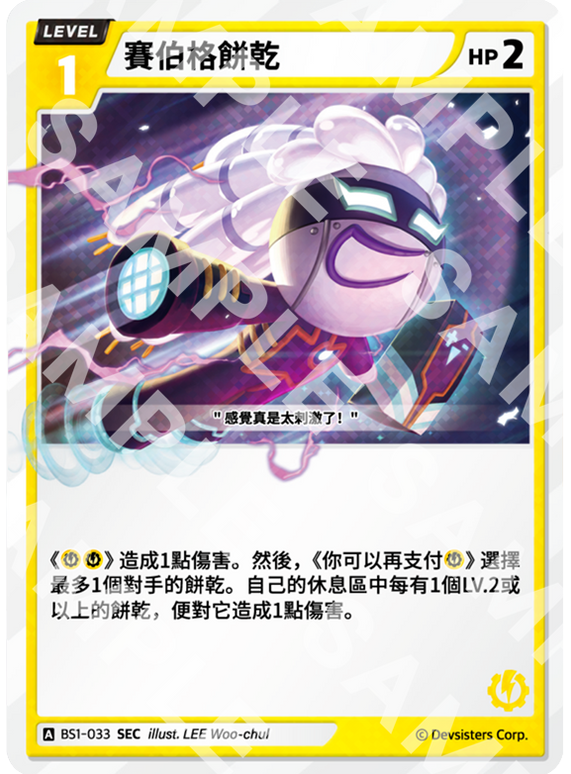 LEVEL
1
賽伯格餅乾
HP 2
"感覺真是太刺激了！"
《》造成1點傷害。然後，《你可以再支付》選擇
最多1個對手的餅乾。自己的休息區中每有1個LV.2或
以上的餅乾，便對它造成1點傷害。
A BS1-033 SEC illust. LEE Woo-chul
© Devsisters Corp.
SAMPLE